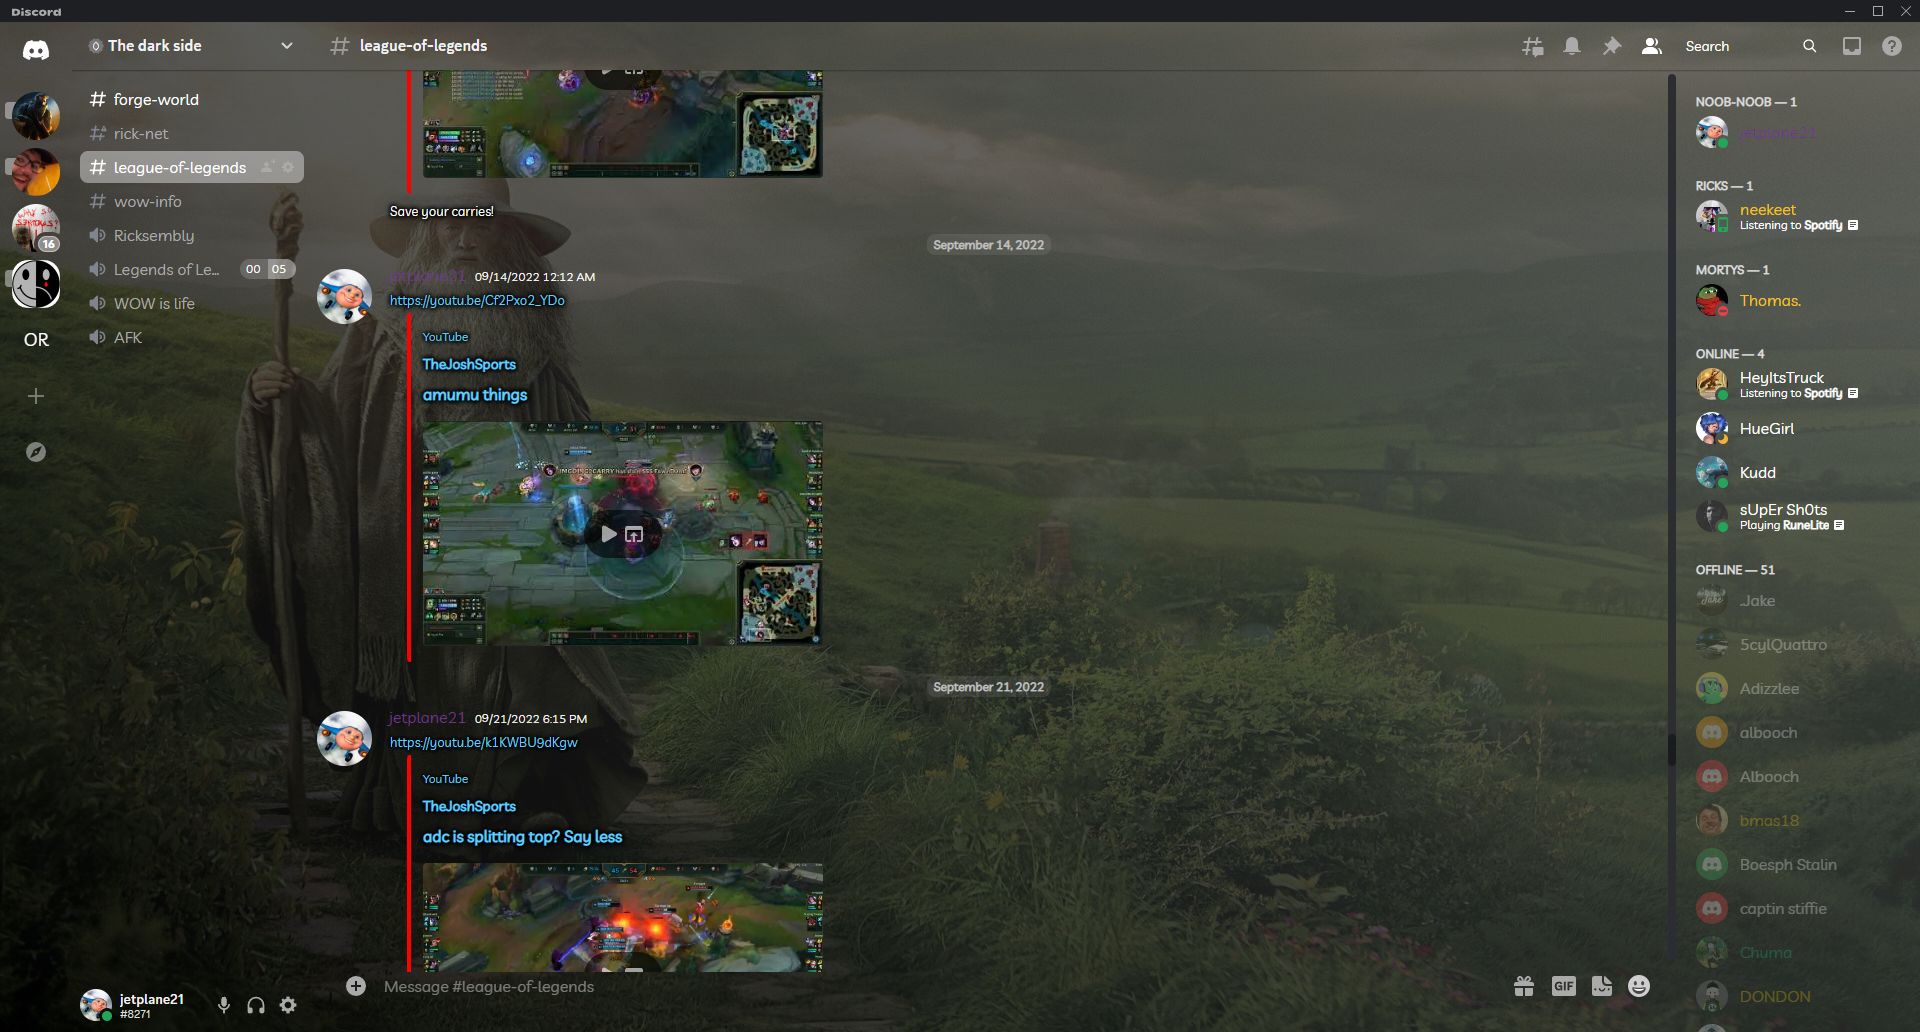 Discord
The dark side
league-of-legends
Search
forge-world
rick-net
league-of-legends
wow-info
Ricksembly
Legends of Le...
00 05
WOW is life
AFK
16
OR
Save your carries!
September 14, 2022
jetplane21 09/14/2022 12:12 AM
https://youtu.be/Cf2Pxo2_YDo
YouTube
TheJoshSports
amumu things
September 21, 2022
jetplane21 09/21/2022 6:15 PM
https://youtu.be/k1KWBU9dKgw
YouTube
TheJoshSports
adc is splitting top? Say less
Message #league-of-legends
GIF
jetplane21
#8271
NOOB-NOOB — 1
jetplane21
RICKS — 1
neekeet
Listening to Spotify
MORTYS — 1
Thomas.
ONLINE — 4
HeyItsTruck
Listening to Spotify
HueGirl
Kudd
sUpEr Sh0ts
Playing RuneLite
OFFLINE — 51
.Jake
5cylQuattro
Adizzlee
albooch
Albooch
bmas18
Boesph Stalin
captin stiffie
Chuma
DONDON